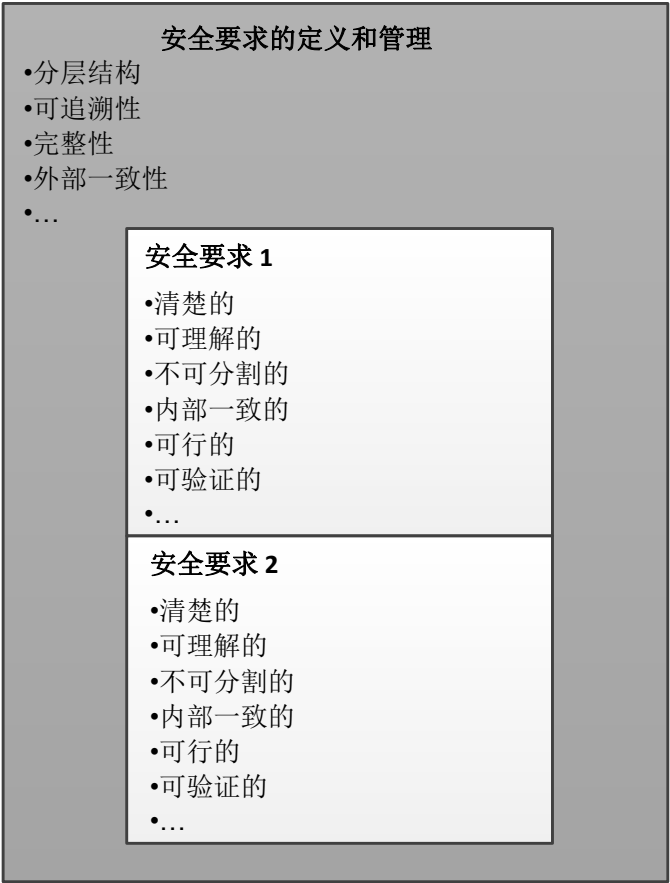 安全要求的定义和管理
•分层结构
•可追溯性
•完整性
•外部一致性
•…
安全要求 1
•清楚的
•可理解的
•不可分割的
•内部一致的
•可行的
•可验证的
•…
安全要求 2
•清楚的
•可理解的
•不可分割的
•内部一致的
•可行的
•可验证的
•…